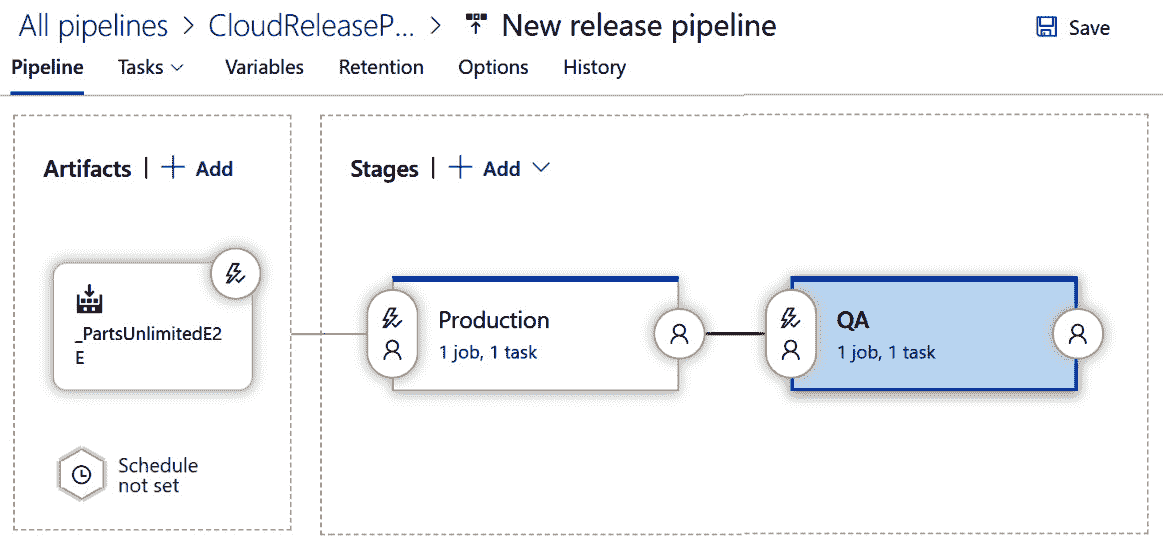 All pipelines > CloudReleaseP... > New release pipeline
Save
Pipeline Tasks Variables Retention Options History
Artifacts | + Add
Stages | + Add
_PartsUnlimitedE2
E
Production
1 job, 1 task
QA
1 job, 1 task
Schedule
not set